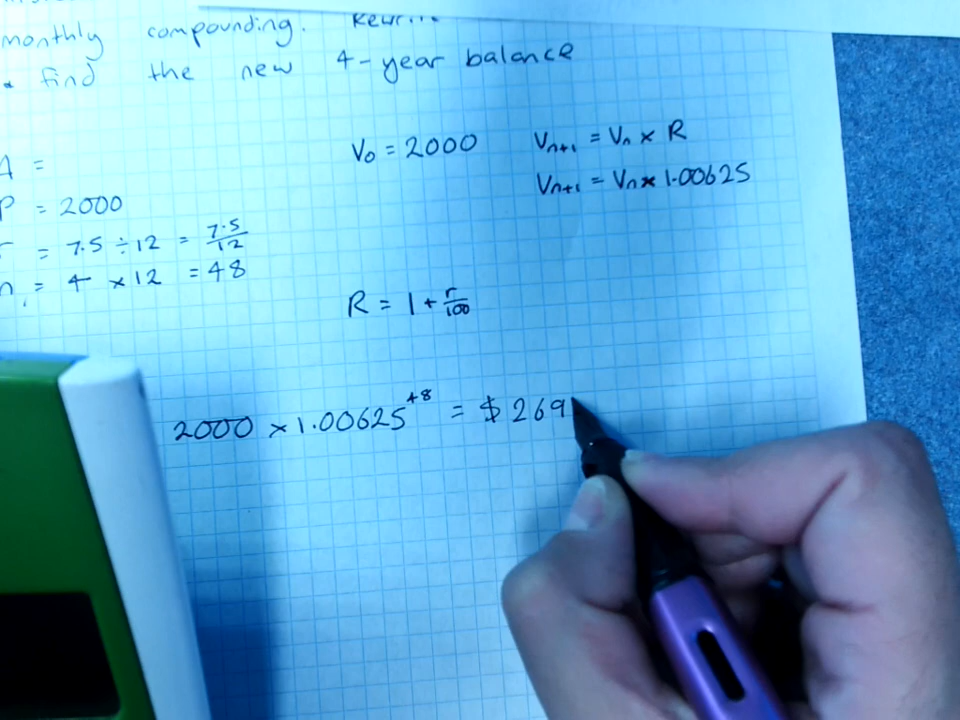 monthly compounding.
find the new 4-year balance
A =
V₀ = 2000
Vₙ₊₁ = Vₙ × R
P = 2000
Vₙ₊₁ = Vₙ × 1.00625
r = 7.5 ÷ 12 = 7.5/12
n = 4 × 12 = 48
R = 1 + r/100
2000 × 1.00625⁴⁸ = $ 269